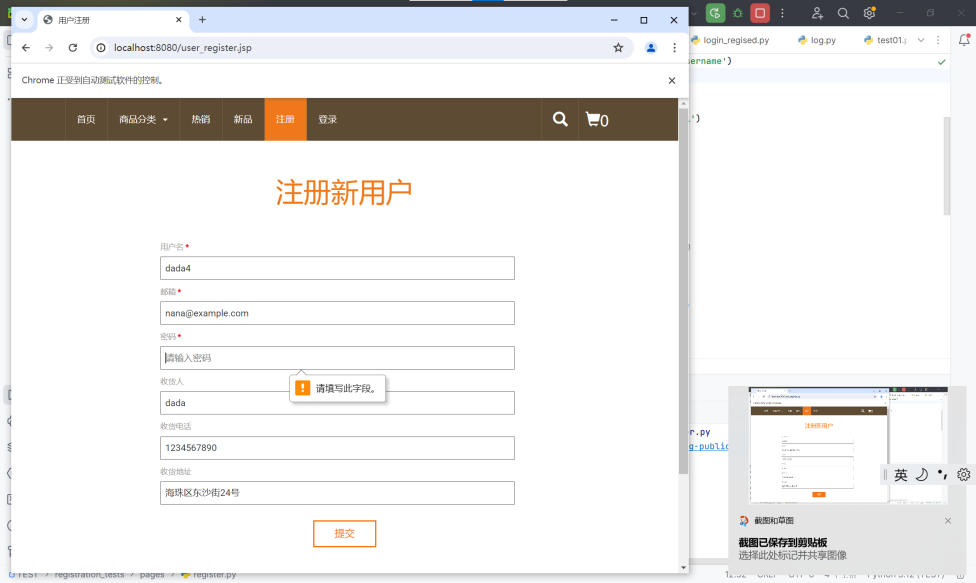 用户注册
localhost:8080/user_register.jsp
Chrome 正受到自动测试软件的控制。
首页 商品分类 热销 新品 注册 登录 0
注册新用户
用户名*
dada4
邮箱*
nana@example.com
密码*
请输入密码
请填写此字段。
收货人
dada
收货电话
1234567890
收货地址
海珠区东沙街24号
提交
login_regised.py log.py test01.
ername')
')
r.py
g-public
英
截图和草图
截图已保存到剪贴板
选择此处标记并共享图像
TEST registration_tests pages register.py